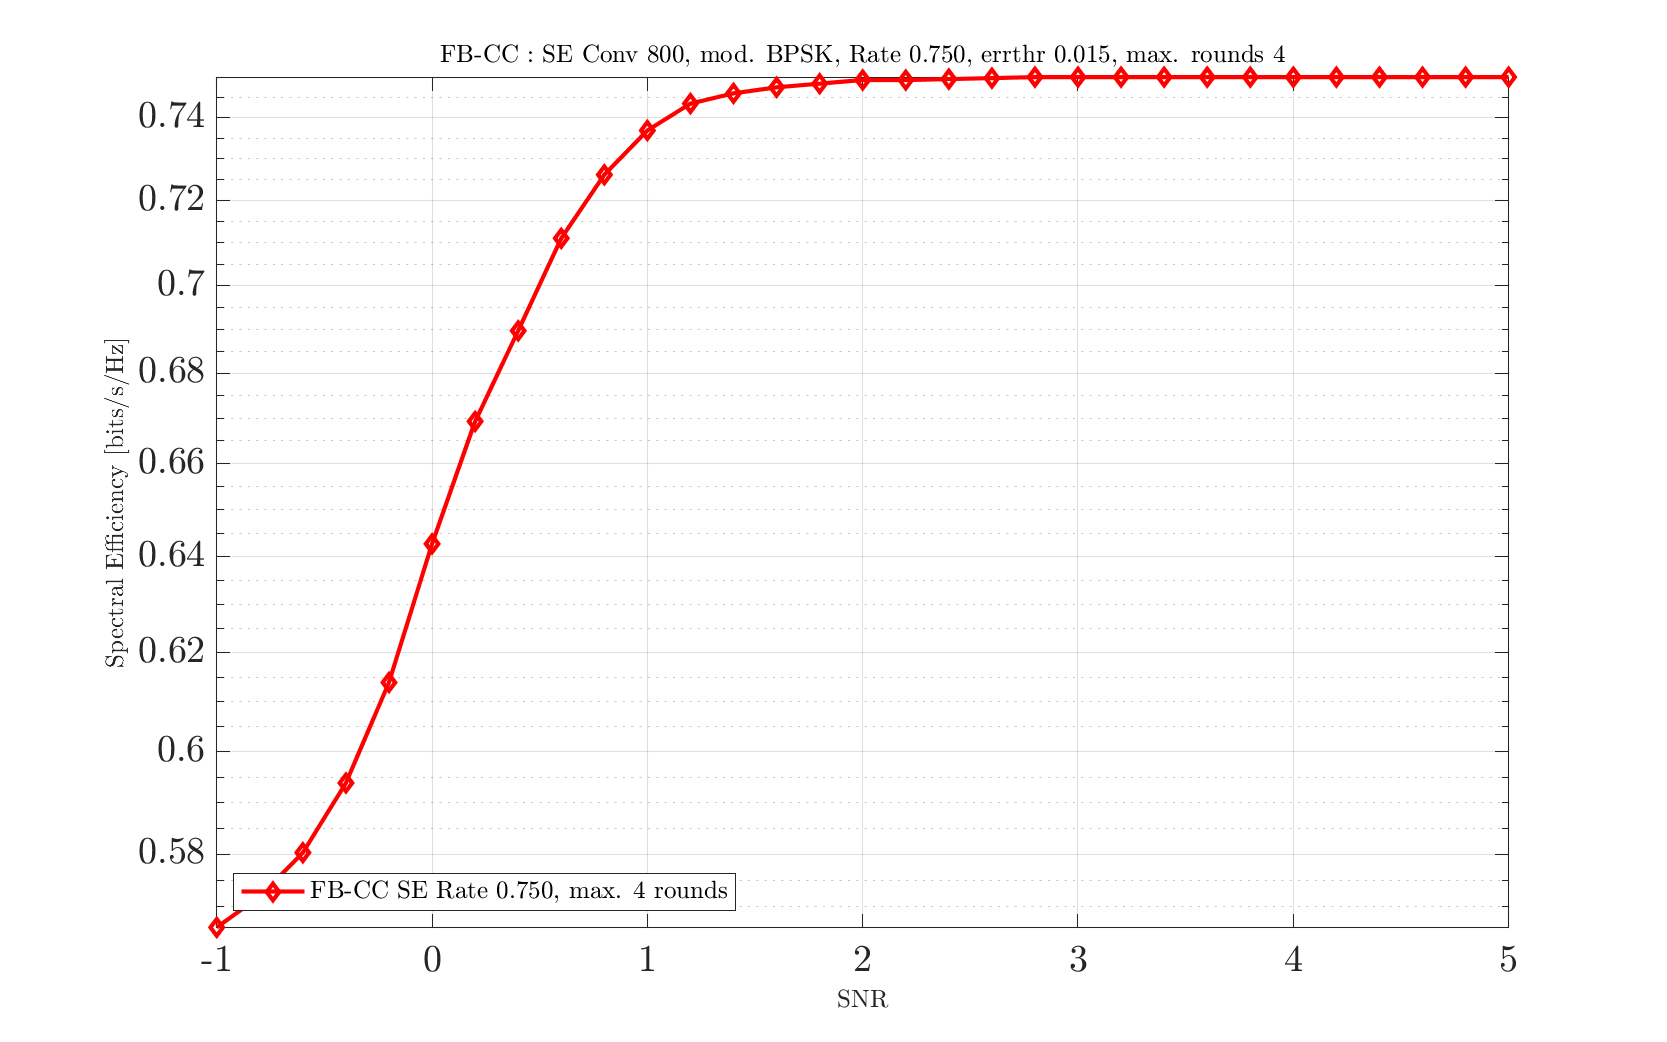 FB-CC : SE Conv 800, mod. BPSK, Rate 0.750, errthr 0.015, max. rounds 4
0.74
0.72
0.7
0.68
0.66
0.64
0.62
0.6
0.58
Spectral Efficiency [bits/s/Hz]
FB-CC SE Rate 0.750, max. 4 rounds
-1 0 1 2 3 4 5
SNR